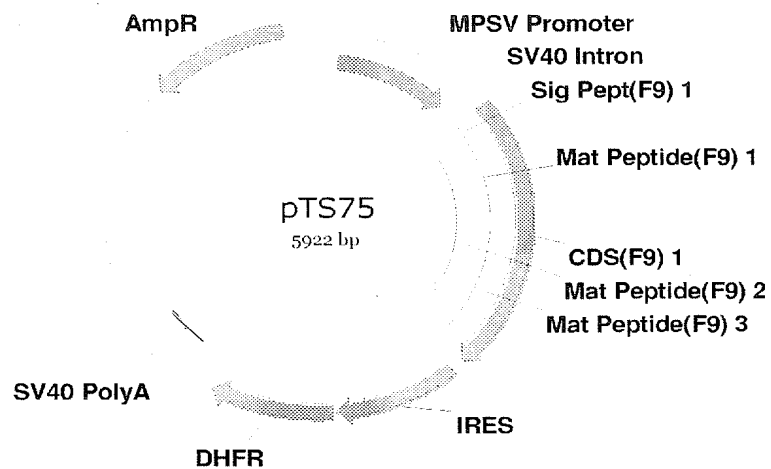 AmpR
MPSV Promoter
SV40 Intron
Sig Pept(F9) 1
Mat Peptide(F9) 1
pTS75
5922 bp
CDS(F9) 1
Mat Peptide(F9) 2
Mat Peptide(F9) 3
SV40 PolyA
IRES
DHFR